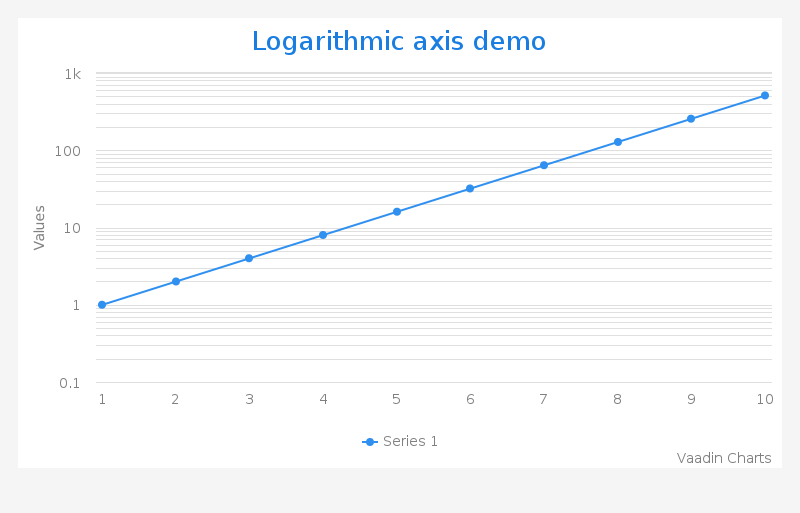 Logarithmic axis demo
Values
1k
100
10
1
0.1
1 2 3 4 5 6 7 8 9 10
Series 1
Vaadin Charts